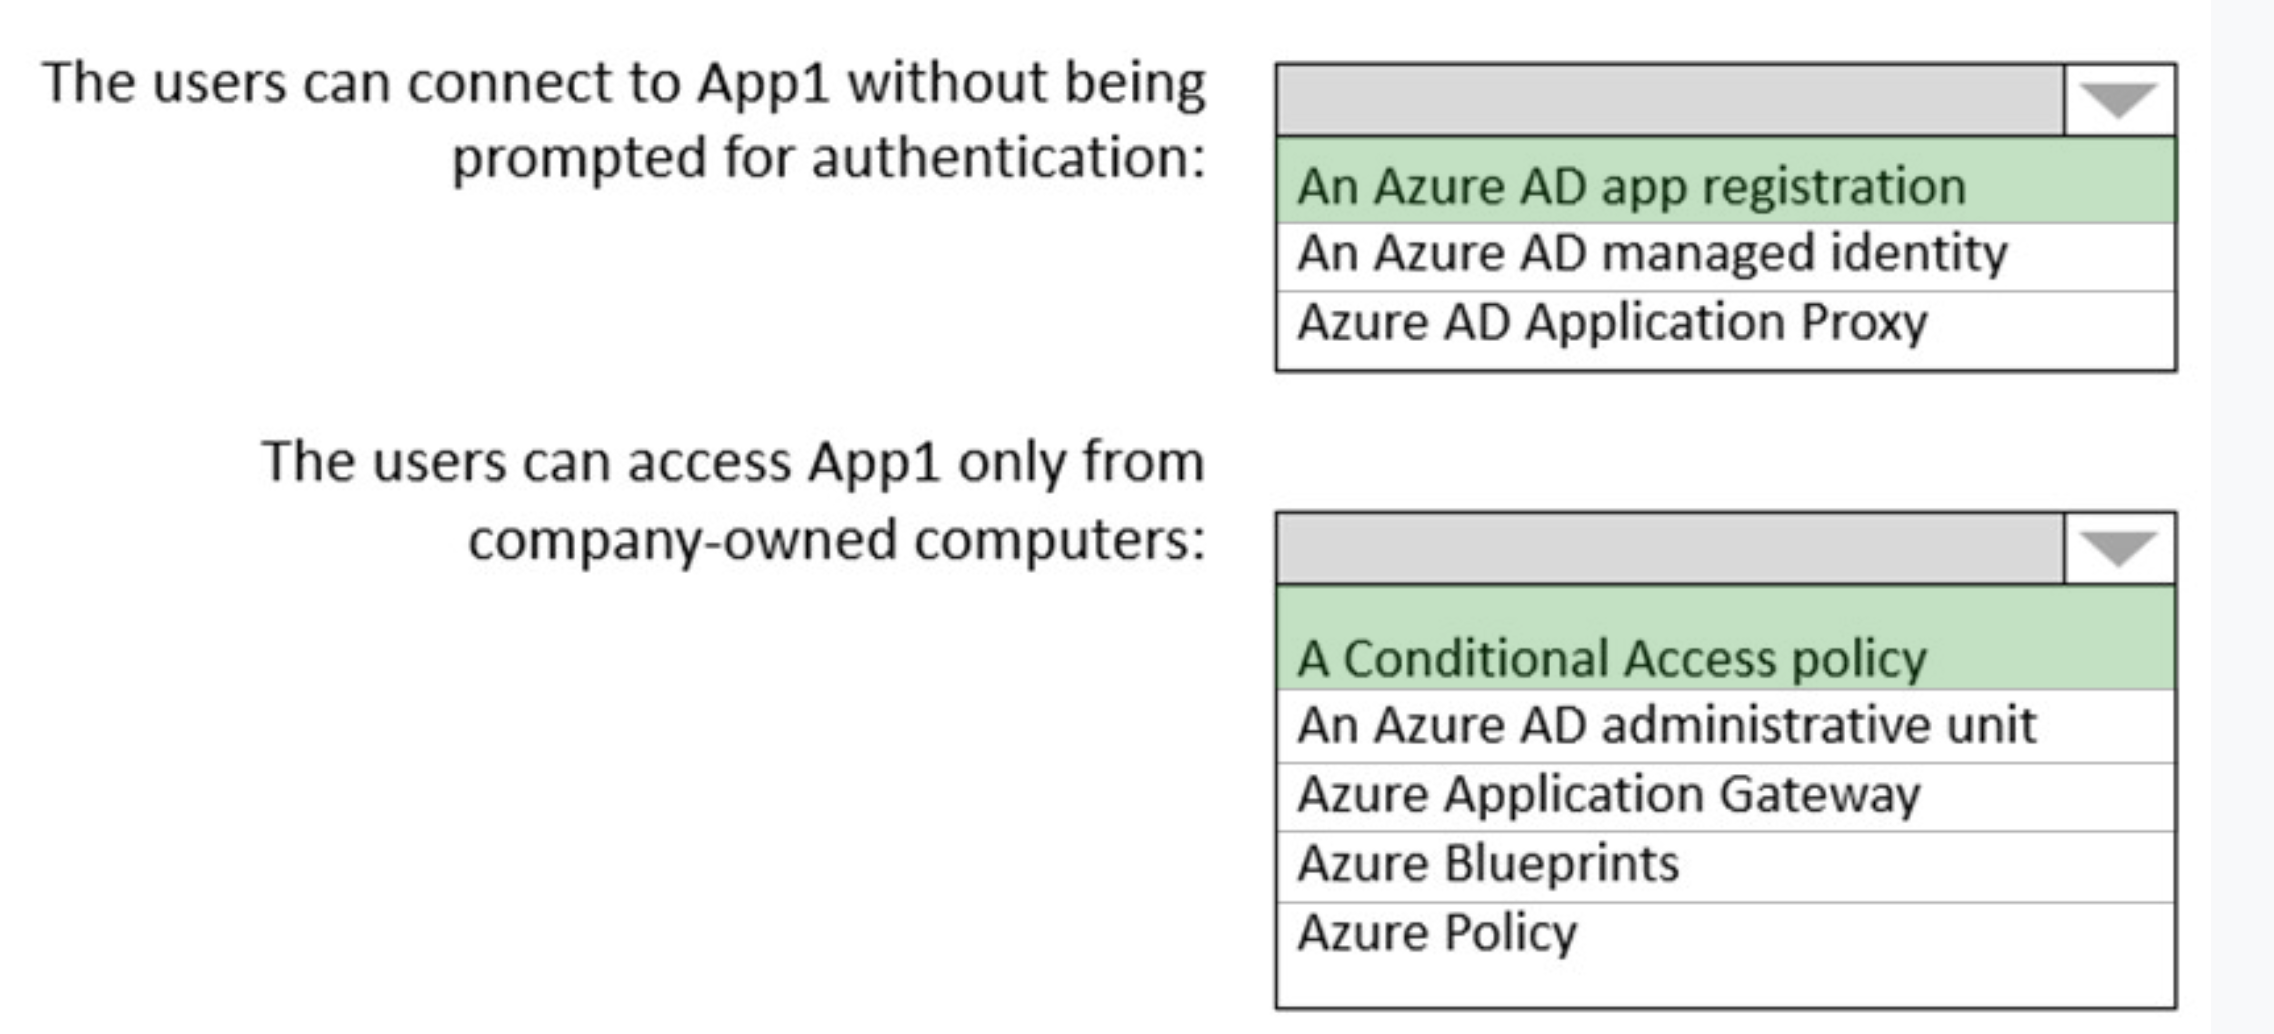 The users can connect to App1 without being
prompted for authentication:
An Azure AD app registration
An Azure AD managed identity
Azure AD Application Proxy
The users can access App1 only from
company-owned computers:
A Conditional Access policy
An Azure AD administrative unit
Azure Application Gateway
Azure Blueprints
Azure Policy